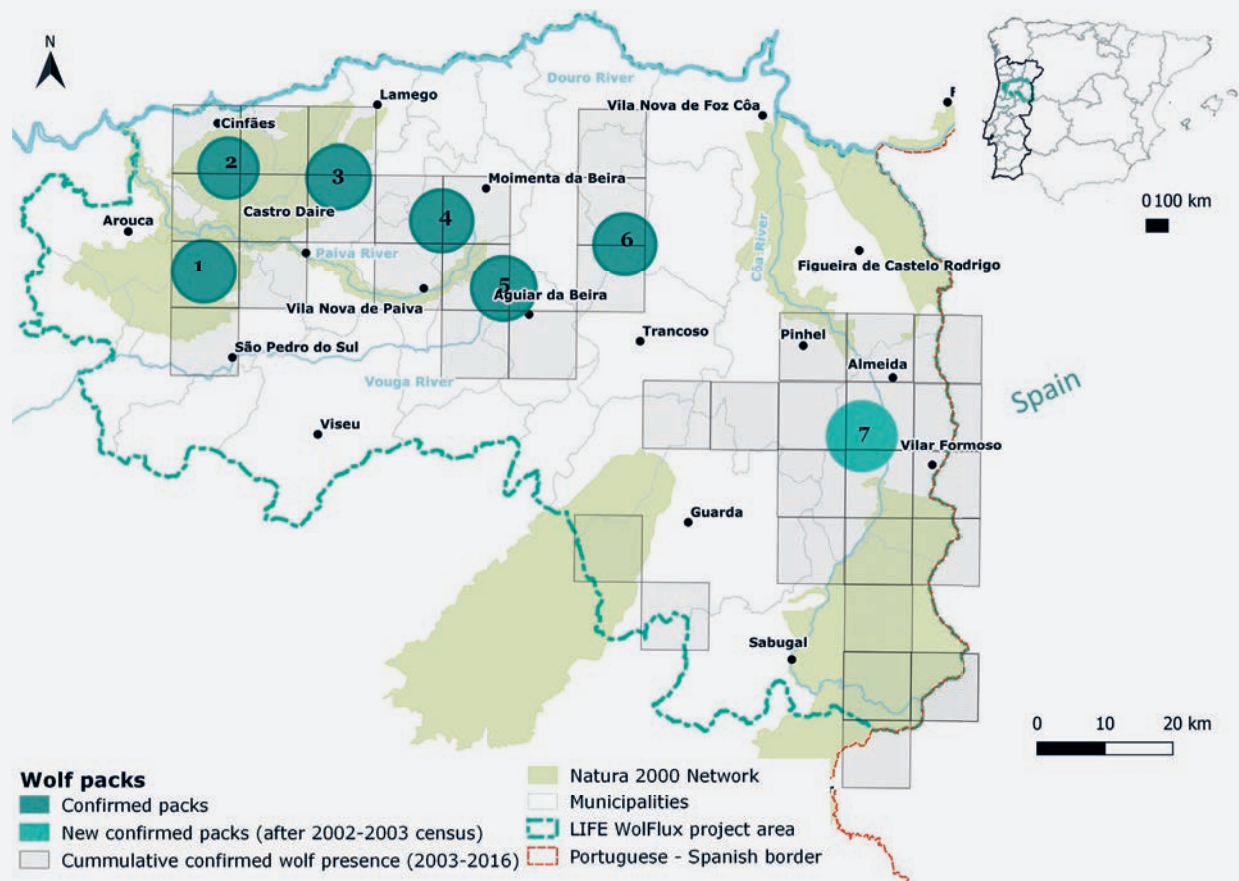 N
Douro River
Lamego
Vila Nova de Foz Côa
F
Cinfães
2
3
Moimenta da Beira
0 100 km
Castro Daire
4
Arouca
6
Côa River
Paiva River
1
Figueira de Castelo Rodrigo
5
Aguiar da Beira
Vila Nova de Paiva
Trancoso
Pinhel
São Pedro do Sul
Almeida
Vouga River
Spain
Viseu
7
Vilar Formoso
Guarda
Sabugal
0 10 20 km
Wolf packs
Confirmed packs
New confirmed packs (after 2002-2003 census)
Cummulative confirmed wolf presence (2003-2016)
Natura 2000 Network
Municipalities
LIFE WolFlux project area
Portuguese - Spanish border